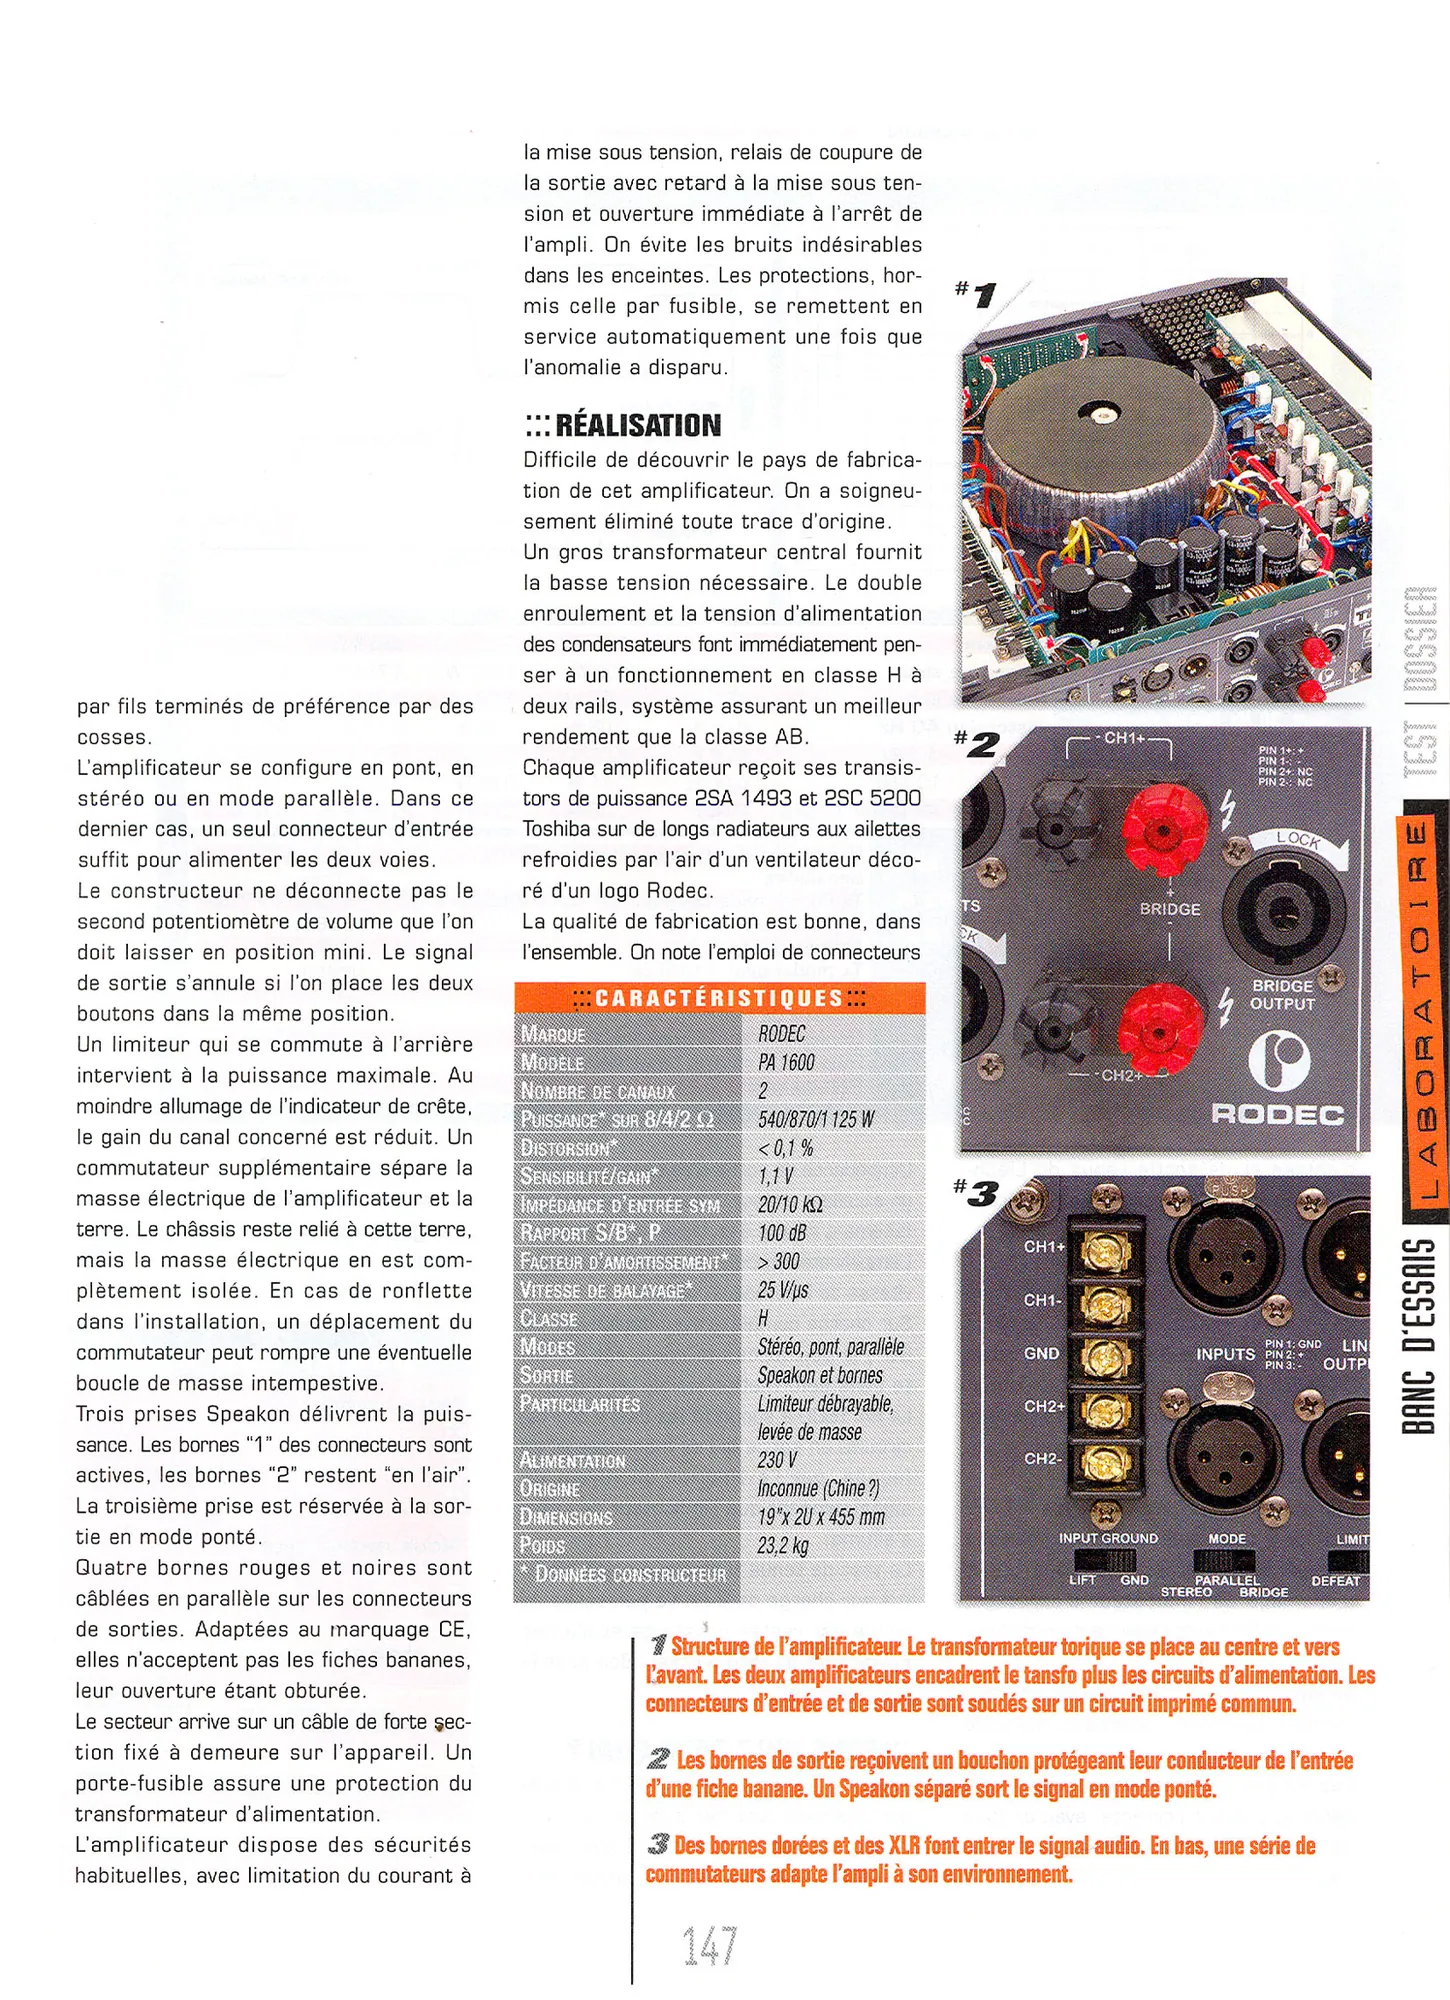 par fils terminés de préférence par des
cosses.
L'amplificateur se configure en pont, en
stéréo ou en mode parallèle. Dans ce
dernier cas, un seul connecteur d'entrée
suffit pour alimenter les deux voies.
Le constructeur ne déconnecte pas le
second potentiomètre de volume que l'on
doit laisser en position mini. Le signal
de sortie s'annule si l'on place les deux
boutons dans la même position.
Un limiteur qui se commute à l'arrière
intervient à la puissance maximale. Au
moindre allumage de l'indicateur de crête,
le gain du canal concerné est réduit. Un
commutateur supplémentaire sépare la
masse électrique de l'amplificateur et la
terre. Le châssis reste relié à cette terre,
mais la masse électrique en est com-
plètement isolée. En cas de ronflette
dans l'installation, un déplacement du
commutateur peut rompre une éventuelle
boucle de masse intempestive.
Trois prises Speakon délivrent la puis-
sance. Les bornes "1" des connecteurs sont
actives, les bornes "2" restent "en l'air".
La troisième prise est réservée à la sor-
tie en mode ponté.
Quatre bornes rouges et noires sont
câblées en parallèle sur les connecteurs
de sorties. Adaptées au marquage CE,
elles n'acceptent pas les fiches bananes,
leur ouverture étant obturée.
Le secteur arrive sur un câble de forte sec-
tion fixé à demeure sur l'appareil. Un
porte-fusible assure une protection du
transformateur d'alimentation.
L'amplificateur dispose des sécurités
habituelles, avec limitation du courant à
la mise sous tension, relais de coupure de
la sortie avec retard à la mise sous ten-
sion et ouverture immédiate à l'arrêt de
l'ampli. On évite les bruits indésirables
dans les enceintes. Les protections, hor-
mis celle par fusible, se remettent en
service automatiquement une fois que
l'anomalie a disparu.
::: RÉALISATION
Difficile de découvrir le pays de fabrica-
tion de cet amplificateur. On a soigneu-
sement éliminé toute trace d'origine.
Un gros transformateur central fournit
la basse tension nécessaire. Le double
enroulement et la tension d'alimentation
des condensateurs font immédiatement pen-
ser à un fonctionnement en classe H à
deux rails, système assurant un meilleur
rendement que la classe AB.
Chaque amplificateur reçoit ses transis-
tors de puissance 2SA 1493 et 2SC 5200
Toshiba sur de longs radiateurs aux ailettes
refroidies par l'air d'un ventilateur déco-
ré d'un logo Rodec.
La qualité de fabrication est bonne, dans
l'ensemble. On note l'emploi de connecteurs
::: CARACTÉRISTIQUES :::
MARQUE RODEC
MODÈLE PA 1600
NOMBRE DE CANAUX 2
PUISSANCE* SUR 8/4/2 Ω 540/870/1 125 W
DISTORSION* < 0,1 %
SENSIBILITÉ/GAIN* 1,1 V
IMPÉDANCE D'ENTRÉE SYM 20/10 kΩ
RAPPORT S/B*, P 100 dB
FACTEUR D'AMORTISSEMENT* > 300
VITESSE DE BALAYAGE* 25 V/µs
CLASSE H
MODES Stéréo, pont, parallèle
SORTIE Speakon et bornes
PARTICULARITÉS Limiteur débrayable,
levée de masse
ALIMENTATION 230 V
ORIGINE Inconnue (Chine ?)
DIMENSIONS 19"x 2U x 455 mm
POIDS 23,2 kg
* DONNÉES CONSTRUCTEUR
#1
#2
- CH1+
PIN 1+: +
PIN 1-: -
PIN 2+: NC
PIN 2-: NC
LOCK
TS
+
BRIDGE
-
CK
BRIDGE
OUTPUT
- CH2+
RODEC
#3
PUSH
CH1+
CH1-
GND
CH2+
CH2-
INPUTS
PIN 1: GND
PIN 2: +
PIN 3: -
LIN
OUTP
INPUT GROUND
MODE
LIMIT
LIFT GND
PARALLEL
STEREO BRIDGE
DEFEAT
1 Structure de l'amplificateur. Le transformateur torique se place au centre et vers
l'avant. Les deux amplificateurs encadrent le tansfo plus les circuits d'alimentation. Les
connecteurs d'entrée et de sortie sont soudés sur un circuit imprimé commun.
2 Les bornes de sortie reçoivent un bouchon protégeant leur conducteur de l'entrée
d'une fiche banane. Un Speakon séparé sort le signal en mode ponté.
3 Des bornes dorées et des XLR font entrer le signal audio. En bas, une série de
commutateurs adapte l'ampli à son environnement.
BANC D'ESSAIS
LABORATOIRE
TEST | DOSSIER
147